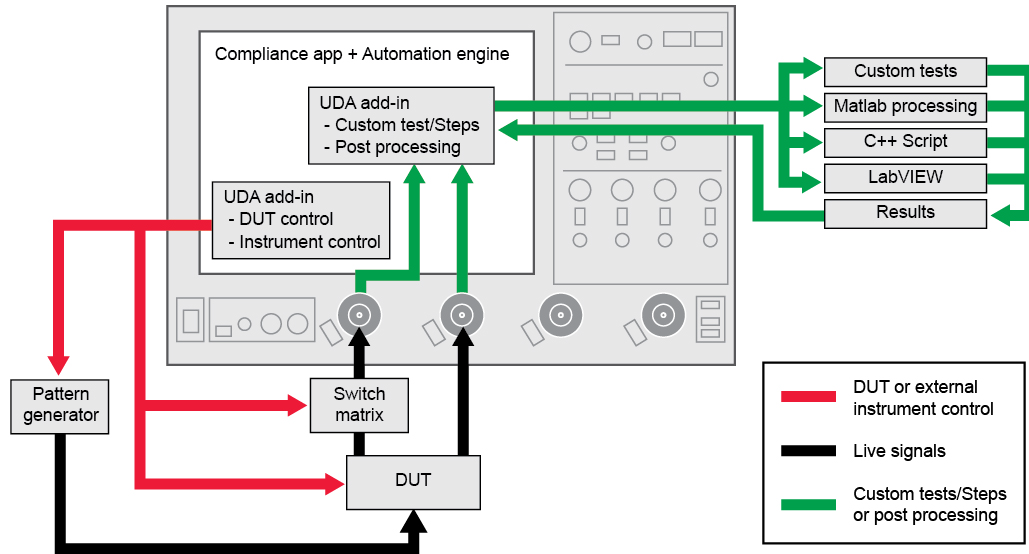 Compliance app + Automation engine
UDA add-in
- Custom test/Steps
- Post processing
UDA add-in
- DUT control
- Instrument control
Custom tests
Matlab processing
C++ Script
LabVIEW
Results
Pattern
generator
Switch
matrix
DUT
DUT or external
instrument control
Live signals
Custom tests/Steps
or post processing